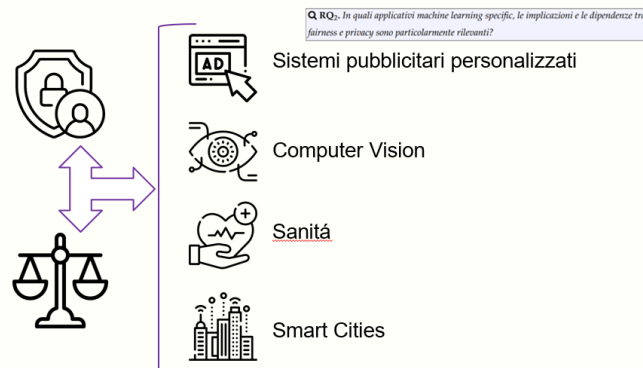 RQ₂. In quali applicativi machine learning specific, le implicazioni e le dipendenze tra
fairness e privacy sono particolarmente rilevanti?
AD
Sistemi pubblicitari personalizzati
Computer Vision
Sanitá
Smart Cities